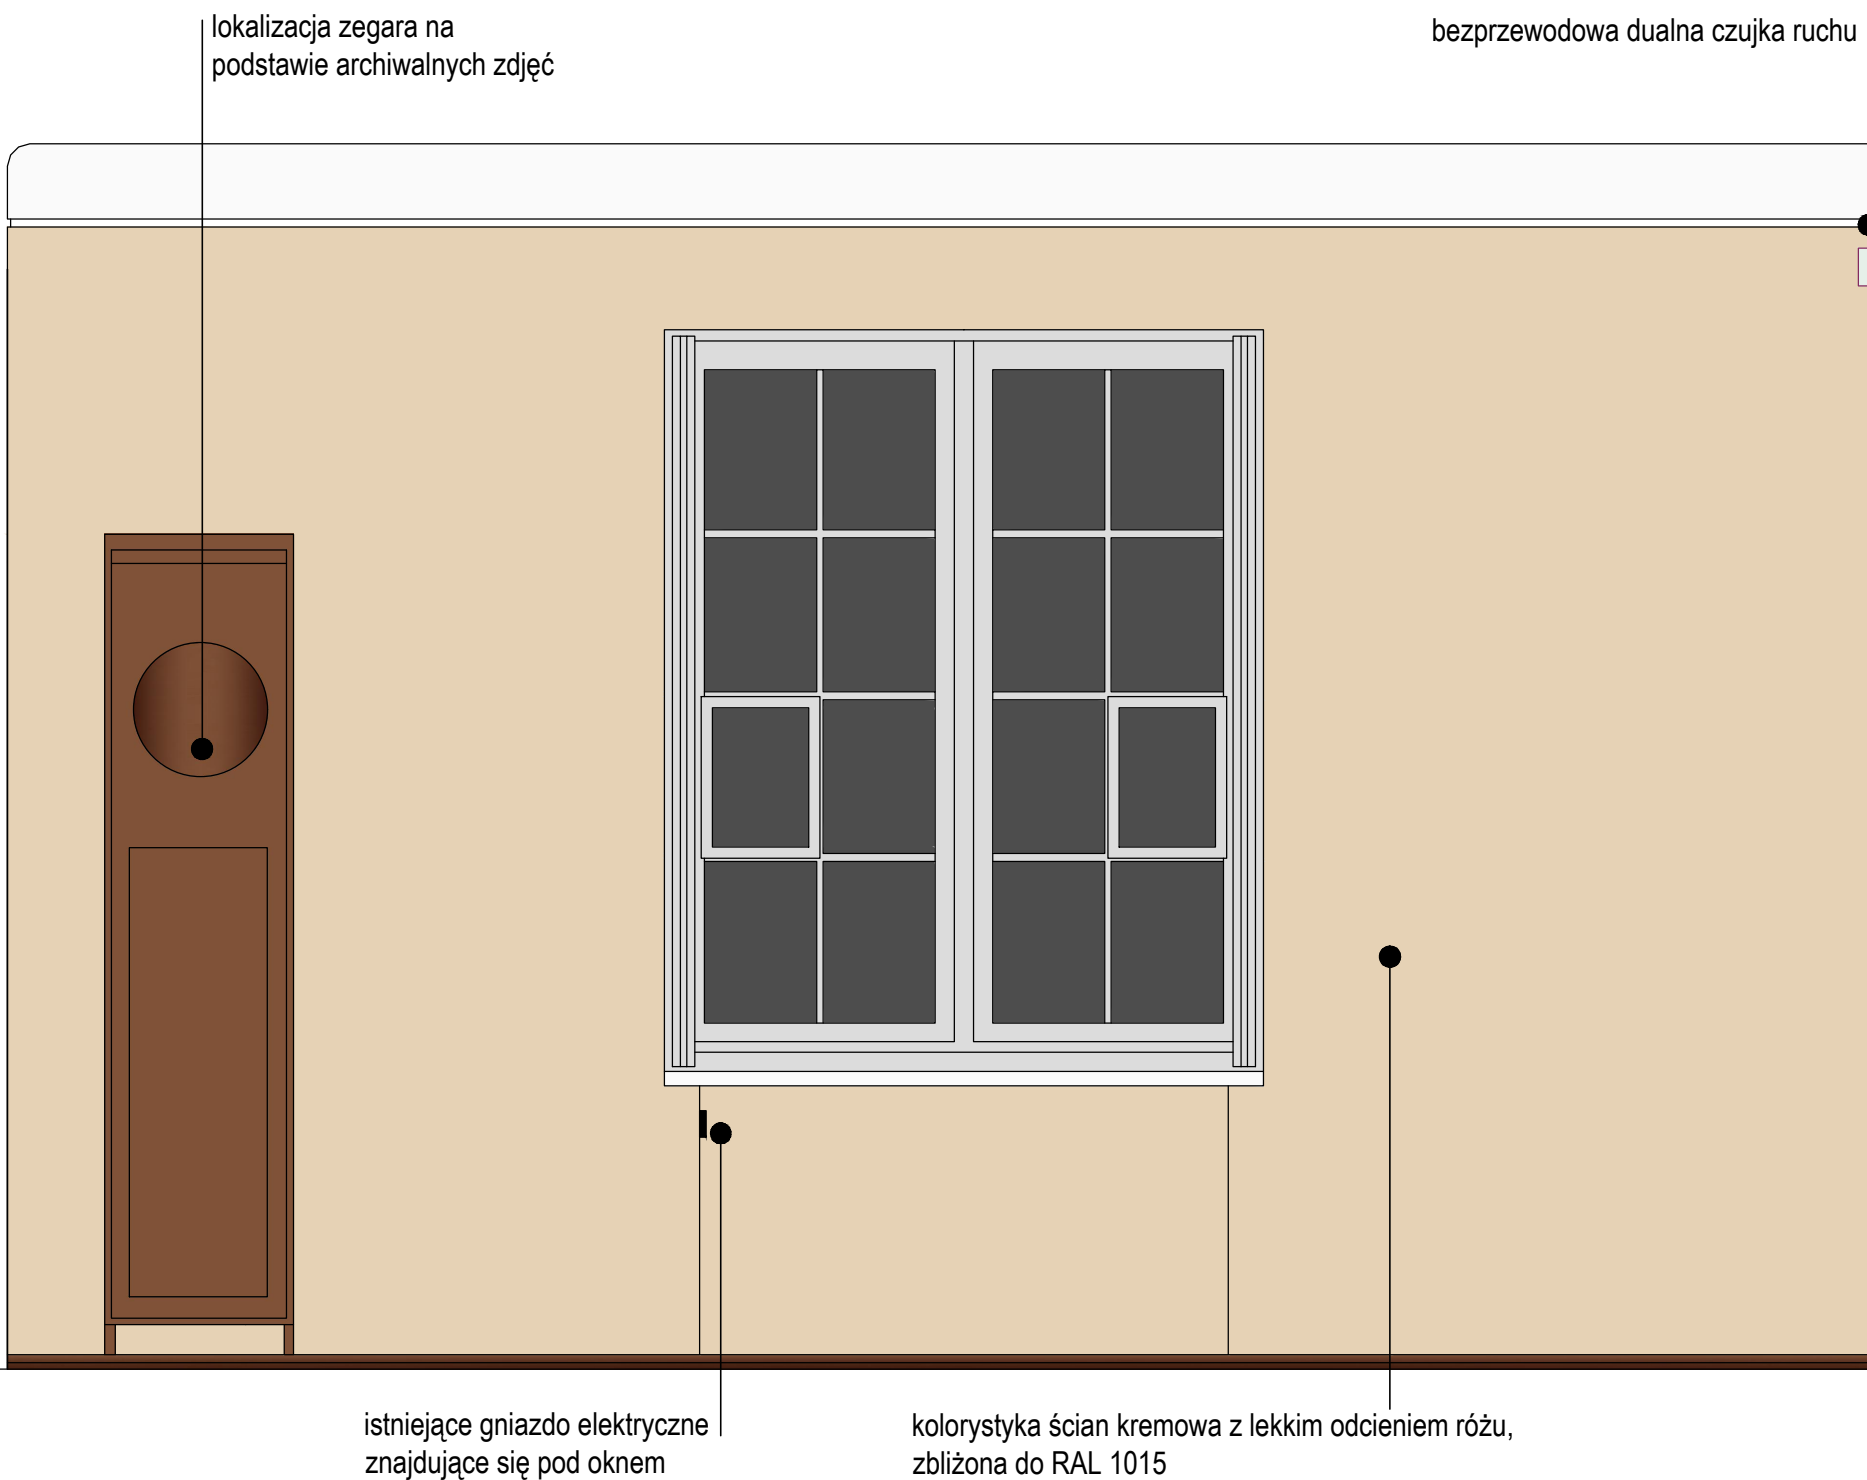 lokalizacja zegara na
podstawie archiwalnych zdjęć
bezprzewodowa dualna czujka ruchu
istniejące gniazdo elektryczne
znajdujące się pod oknem
kolorystyka ścian kremowa z lekkim odcieniem różu,
zbliżona do RAL 1015